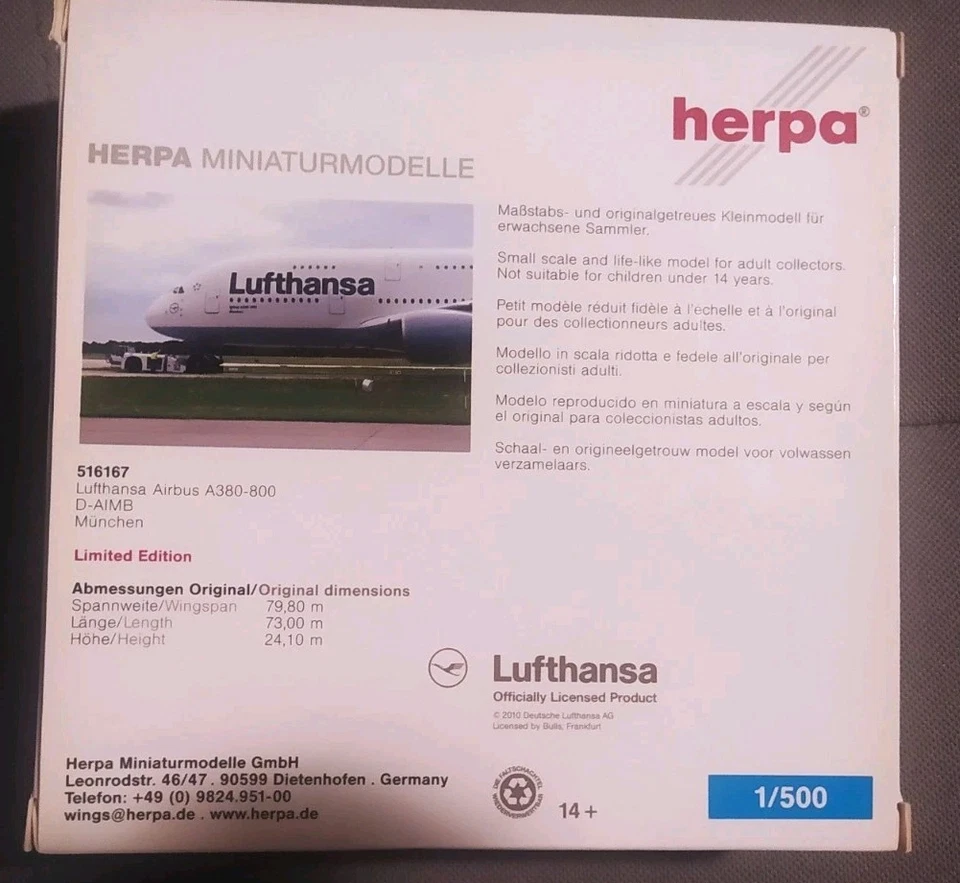 herpa®
HERPA MINIATURMODELLE
Lufthansa
Maßstabs- und originalgetreues Kleinmodell für
erwachsene Sammler.
Small scale and life-like model for adult collectors.
Not suitable for children under 14 years.
Petit modèle réduit fidèle à l'échelle et à l'original
pour des collectionneurs adultes.
Modello in scala ridotta e fedele all'originale per
collezionisti adulti.
Modelo reproducido en miniatura a escala y según
el original para coleccionistas adultos.
Schaal- en origineelgetrouw model voor volwassen
verzamelaars.
516167
Lufthansa Airbus A380-800
D-AIMB
München
Limited Edition
Abmessungen Original/Original dimensions
Spannweite/Wingspan 79,80 m
Länge/Length 73,00 m
Höhe/Height 24,10 m
Lufthansa
Officially Licensed Product
© 2010 Deutsche Lufthansa AG
Licensed by Bulls, Frankfurt
Herpa Miniaturmodelle GmbH
Leonrodstr. 46/47 . 90599 Dietenhofen . Germany
Telefon: +49 (0) 9824.951-00
wings@herpa.de . www.herpa.de
DIE FALTSCHACHTEL
WIEDERVERWERTBAR
14+
1/500